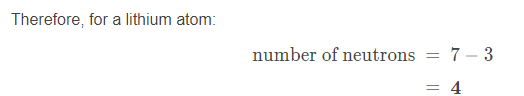 Therefore, for a lithium atom:
number of neutrons = 7 − 3
= 4